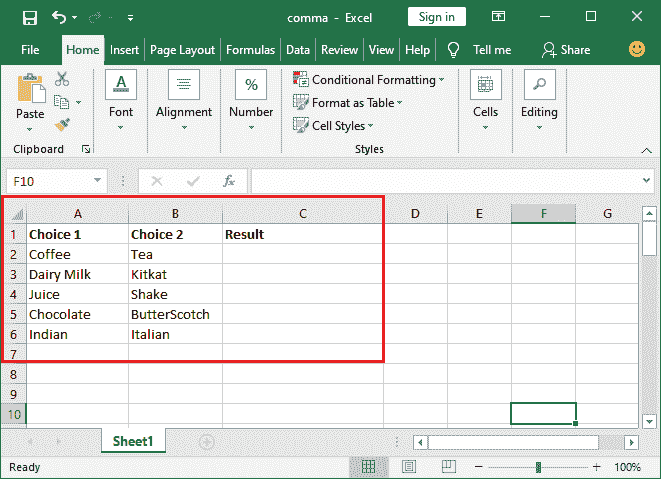 comma - Excel Sign in
File Home Insert Page Layout Formulas Data Review View Help Tell me Share
Paste Font Alignment % Number Conditional Formatting Cells Editing
Format as Table
Cell Styles
Clipboard Styles
F10 fx
A B C D E F G
1 Choice 1 Choice 2 Result
2 Coffee Tea
3 Dairy Milk Kitkat
4 Juice Shake
5 Chocolate ButterScotch
6 Indian Italian
7
8
9
10
Sheet1
Ready 100%